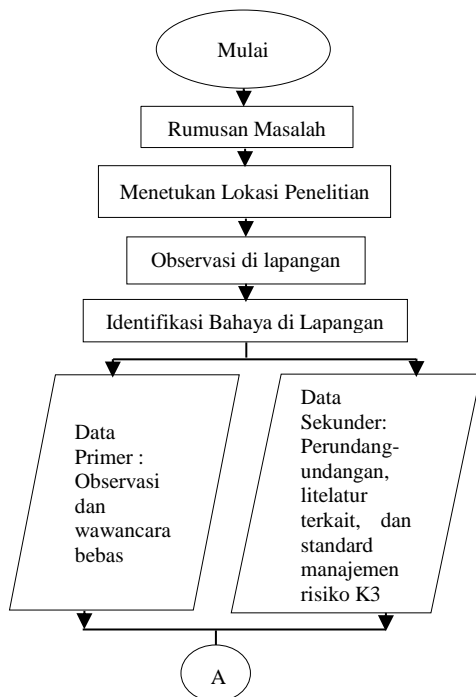 Mulai
Rumusan Masalah
Menetukan Lokasi Penelitian
Observasi di lapangan
Identifikasi Bahaya di Lapangan
Data
Primer :
Observasi
dan
wawancara
bebas
Data
Sekunder:
Perundang-
undangan,
litelatur
terkait, dan
standard
manajemen
risiko K3
A